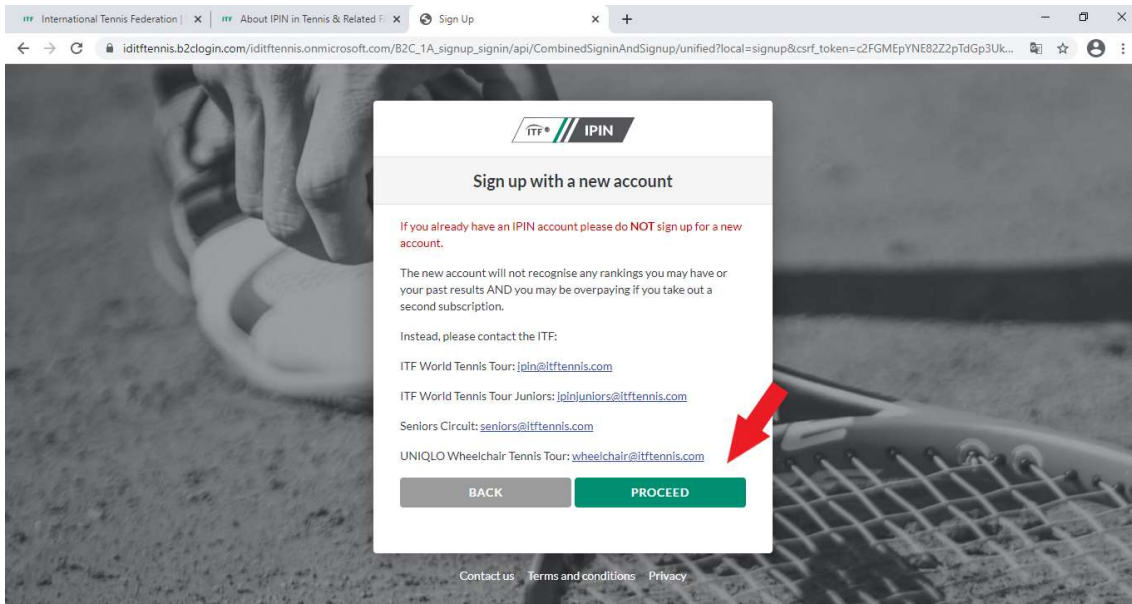 International Tennis Federation |
About IPIN in Tennis & Related F
Sign Up
iditftennis.b2clogin.com/iditftennis.onmicrosoft.com/B2C_1A_signup_signin/api/CombinedSigninAndSignup/unified?local=signup&csrf_token=c2FGMEpYNE82Z2pTdGp3Uk...
ITF® IPIN
Sign up with a new account
If you already have an IPIN account please do NOT sign up for a new
account.
The new account will not recognise any rankings you may have or
your past results AND you may be overpaying if you take out a
second subscription.
Instead, please contact the ITF:
ITF World Tennis Tour: ipin@itftennis.com
ITF World Tennis Tour Juniors: ipinjuniors@itftennis.com
Seniors Circuit: seniors@itftennis.com
UNIQLO Wheelchair Tennis Tour: wheelchair@itftennis.com
BACK PROCEED
Contact us Terms and conditions Privacy